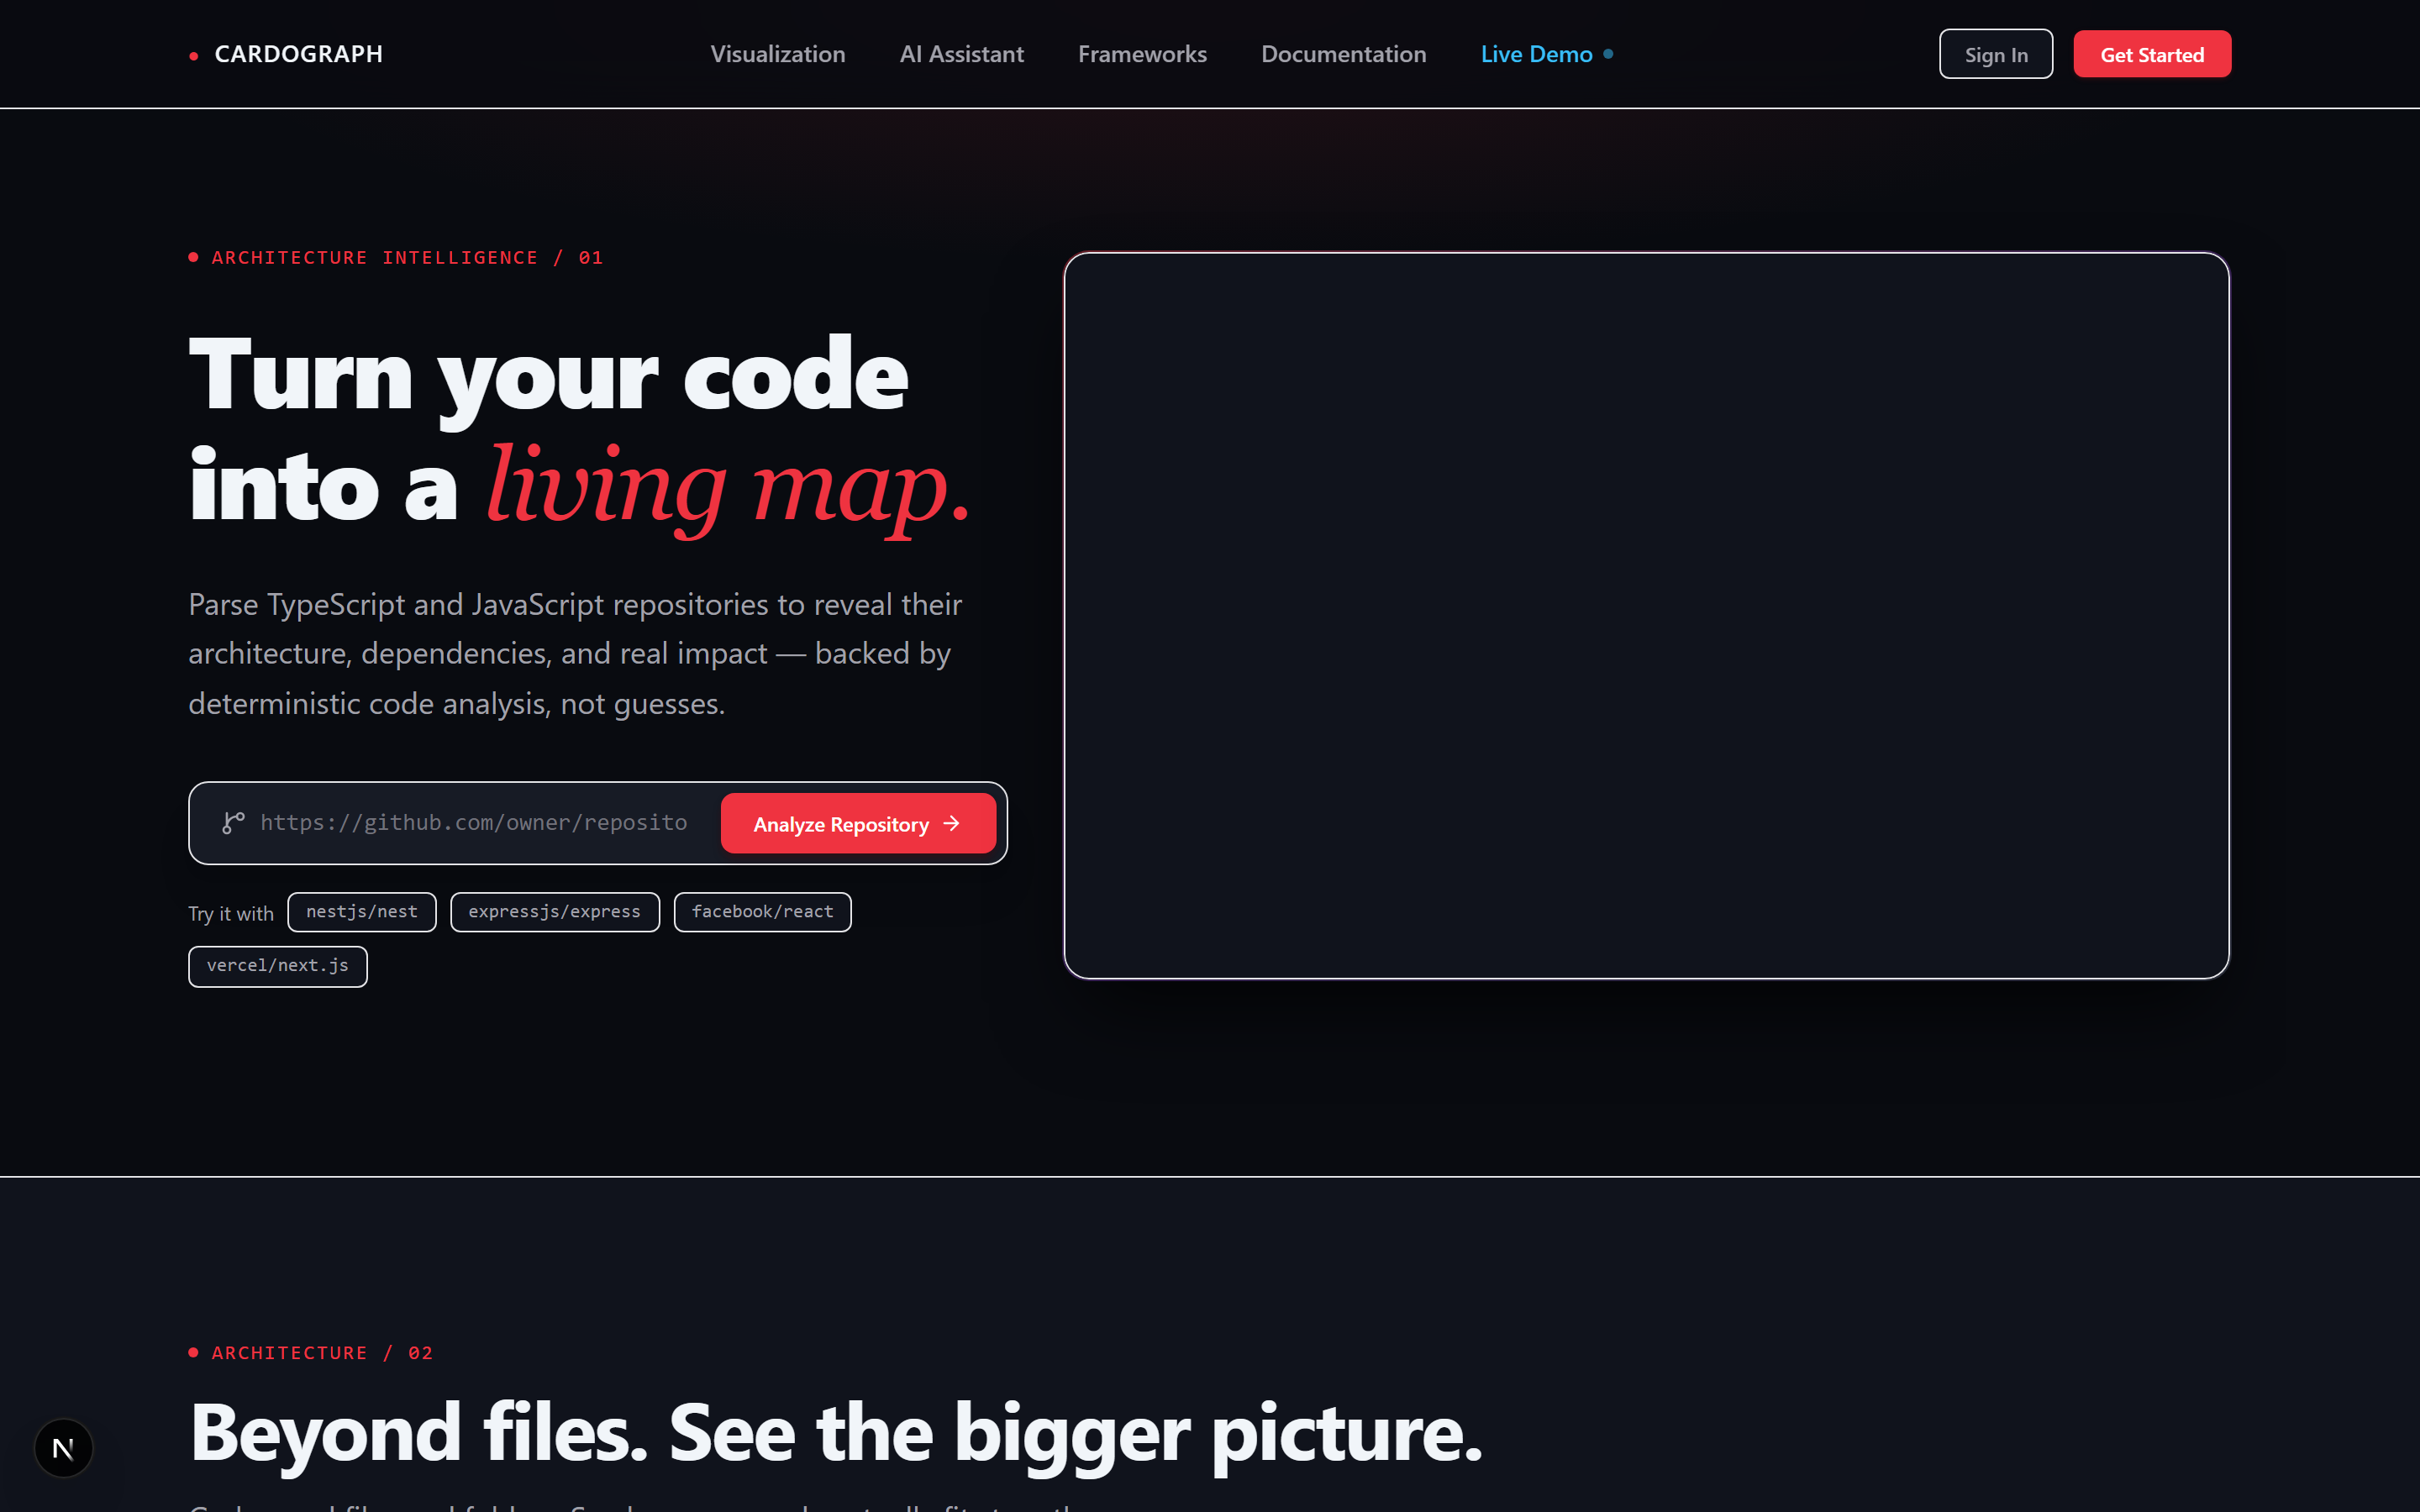 CARDOGRAPH
Visualization
AI Assistant
Frameworks
Documentation
Live Demo
Sign In
Get Started
ARCHITECTURE INTELLIGENCE / 01
Turn your code
into a living map.
Parse TypeScript and JavaScript repositories to reveal their
architecture, dependencies, and real impact — backed by
deterministic code analysis, not guesses.
https://github.com/owner/reposito
Analyze Repository →
Try it with
nestjs/nest
expressjs/express
facebook/react
vercel/next.js
ARCHITECTURE / 02
Beyond files. See the bigger picture.
N